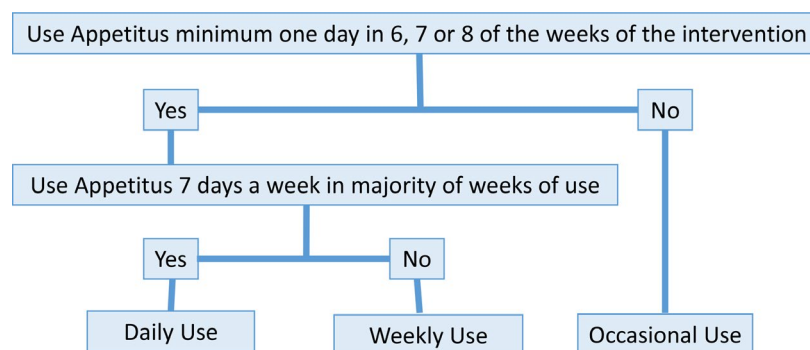 Use Appetitus minimum one day in 6, 7 or 8 of the weeks of the intervention
Yes
No
Use Appetitus 7 days a week in majority of weeks of use
Yes
No
Daily Use
Weekly Use
Occasional Use